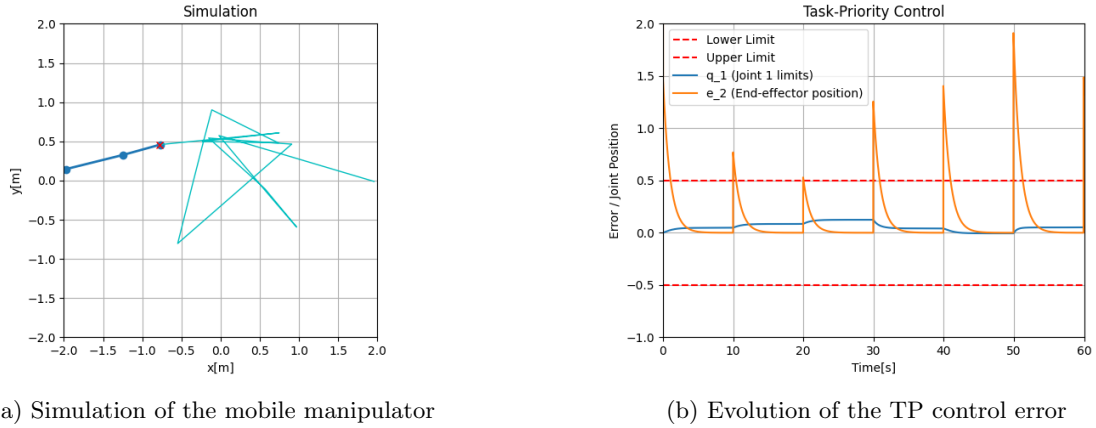 Simulation
2.0
1.5
1.0
0.5
0.0
−0.5
−1.0
−1.5
−2.0
y[m]
−2.0 −1.5 −1.0 −0.5 0.0 0.5 1.0 1.5 2.0
x[m]
a) Simulation of the mobile manipulator
Task-Priority Control
2.0
1.5
1.0
0.5
0.0
−0.5
−1.0
Error / Joint Position
Lower Limit
Upper Limit
q_1 (Joint 1 limits)
e_2 (End-effector position)
0 10 20 30 40 50 60
Time[s]
(b) Evolution of the TP control error